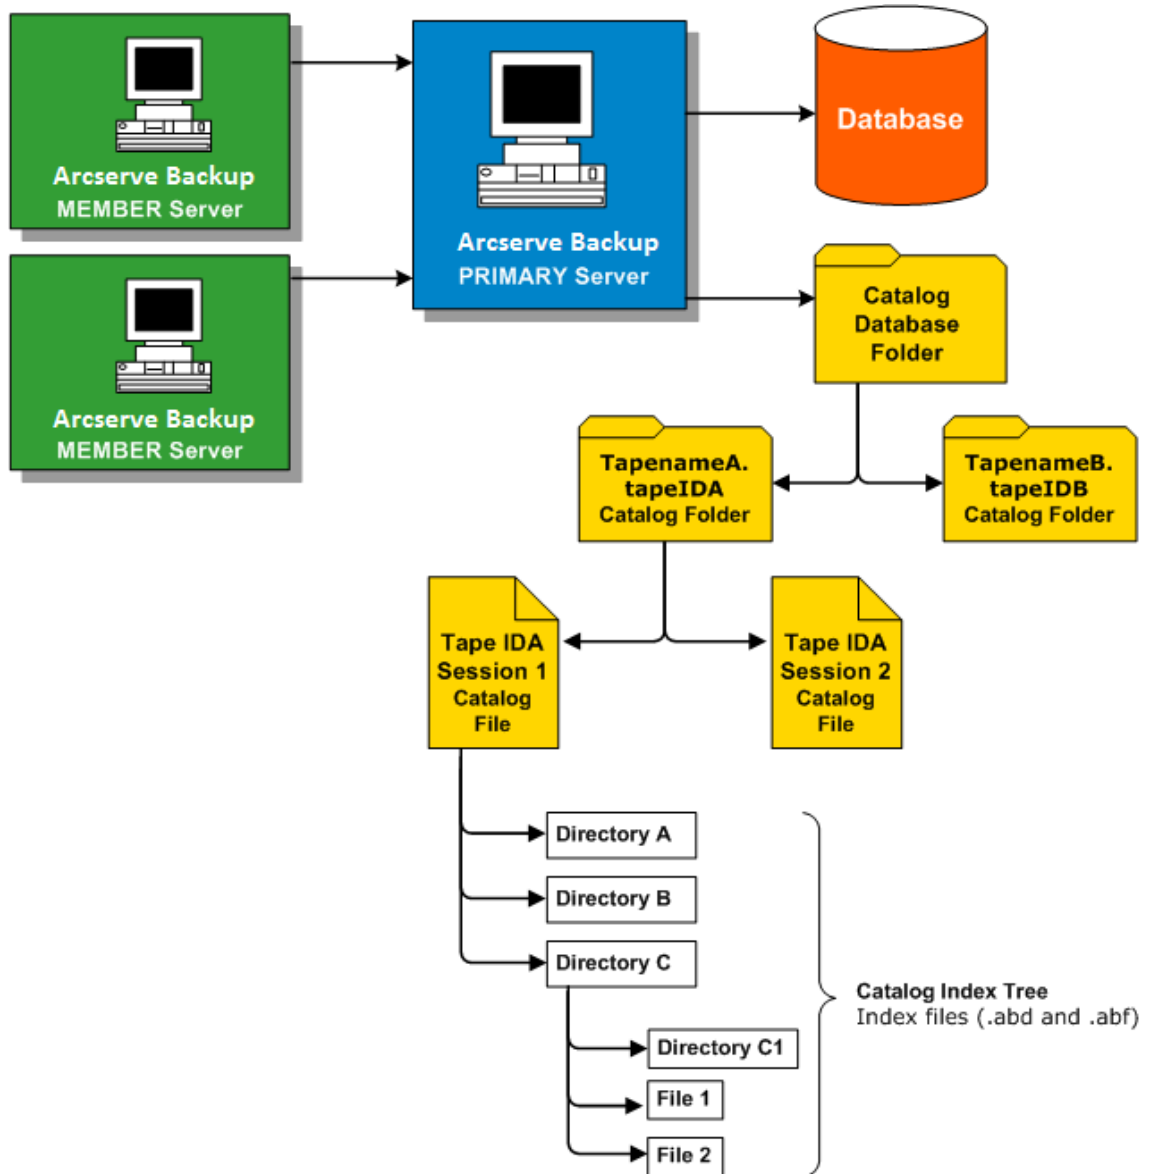 Arcserve Backup
MEMBER Server
Arcserve Backup
PRIMARY Server
Database
Arcserve Backup
MEMBER Server
Catalog
Database
Folder
TapenameA.
tapeIDA
Catalog Folder
TapenameB.
tapeIDB
Catalog Folder
Tape IDA
Session 1
Catalog
File
Tape IDA
Session 2
Catalog
File
Directory A
Directory B
Directory C
Catalog Index Tree
Index files (.abd and .abf)
Directory C1
File 1
File 2